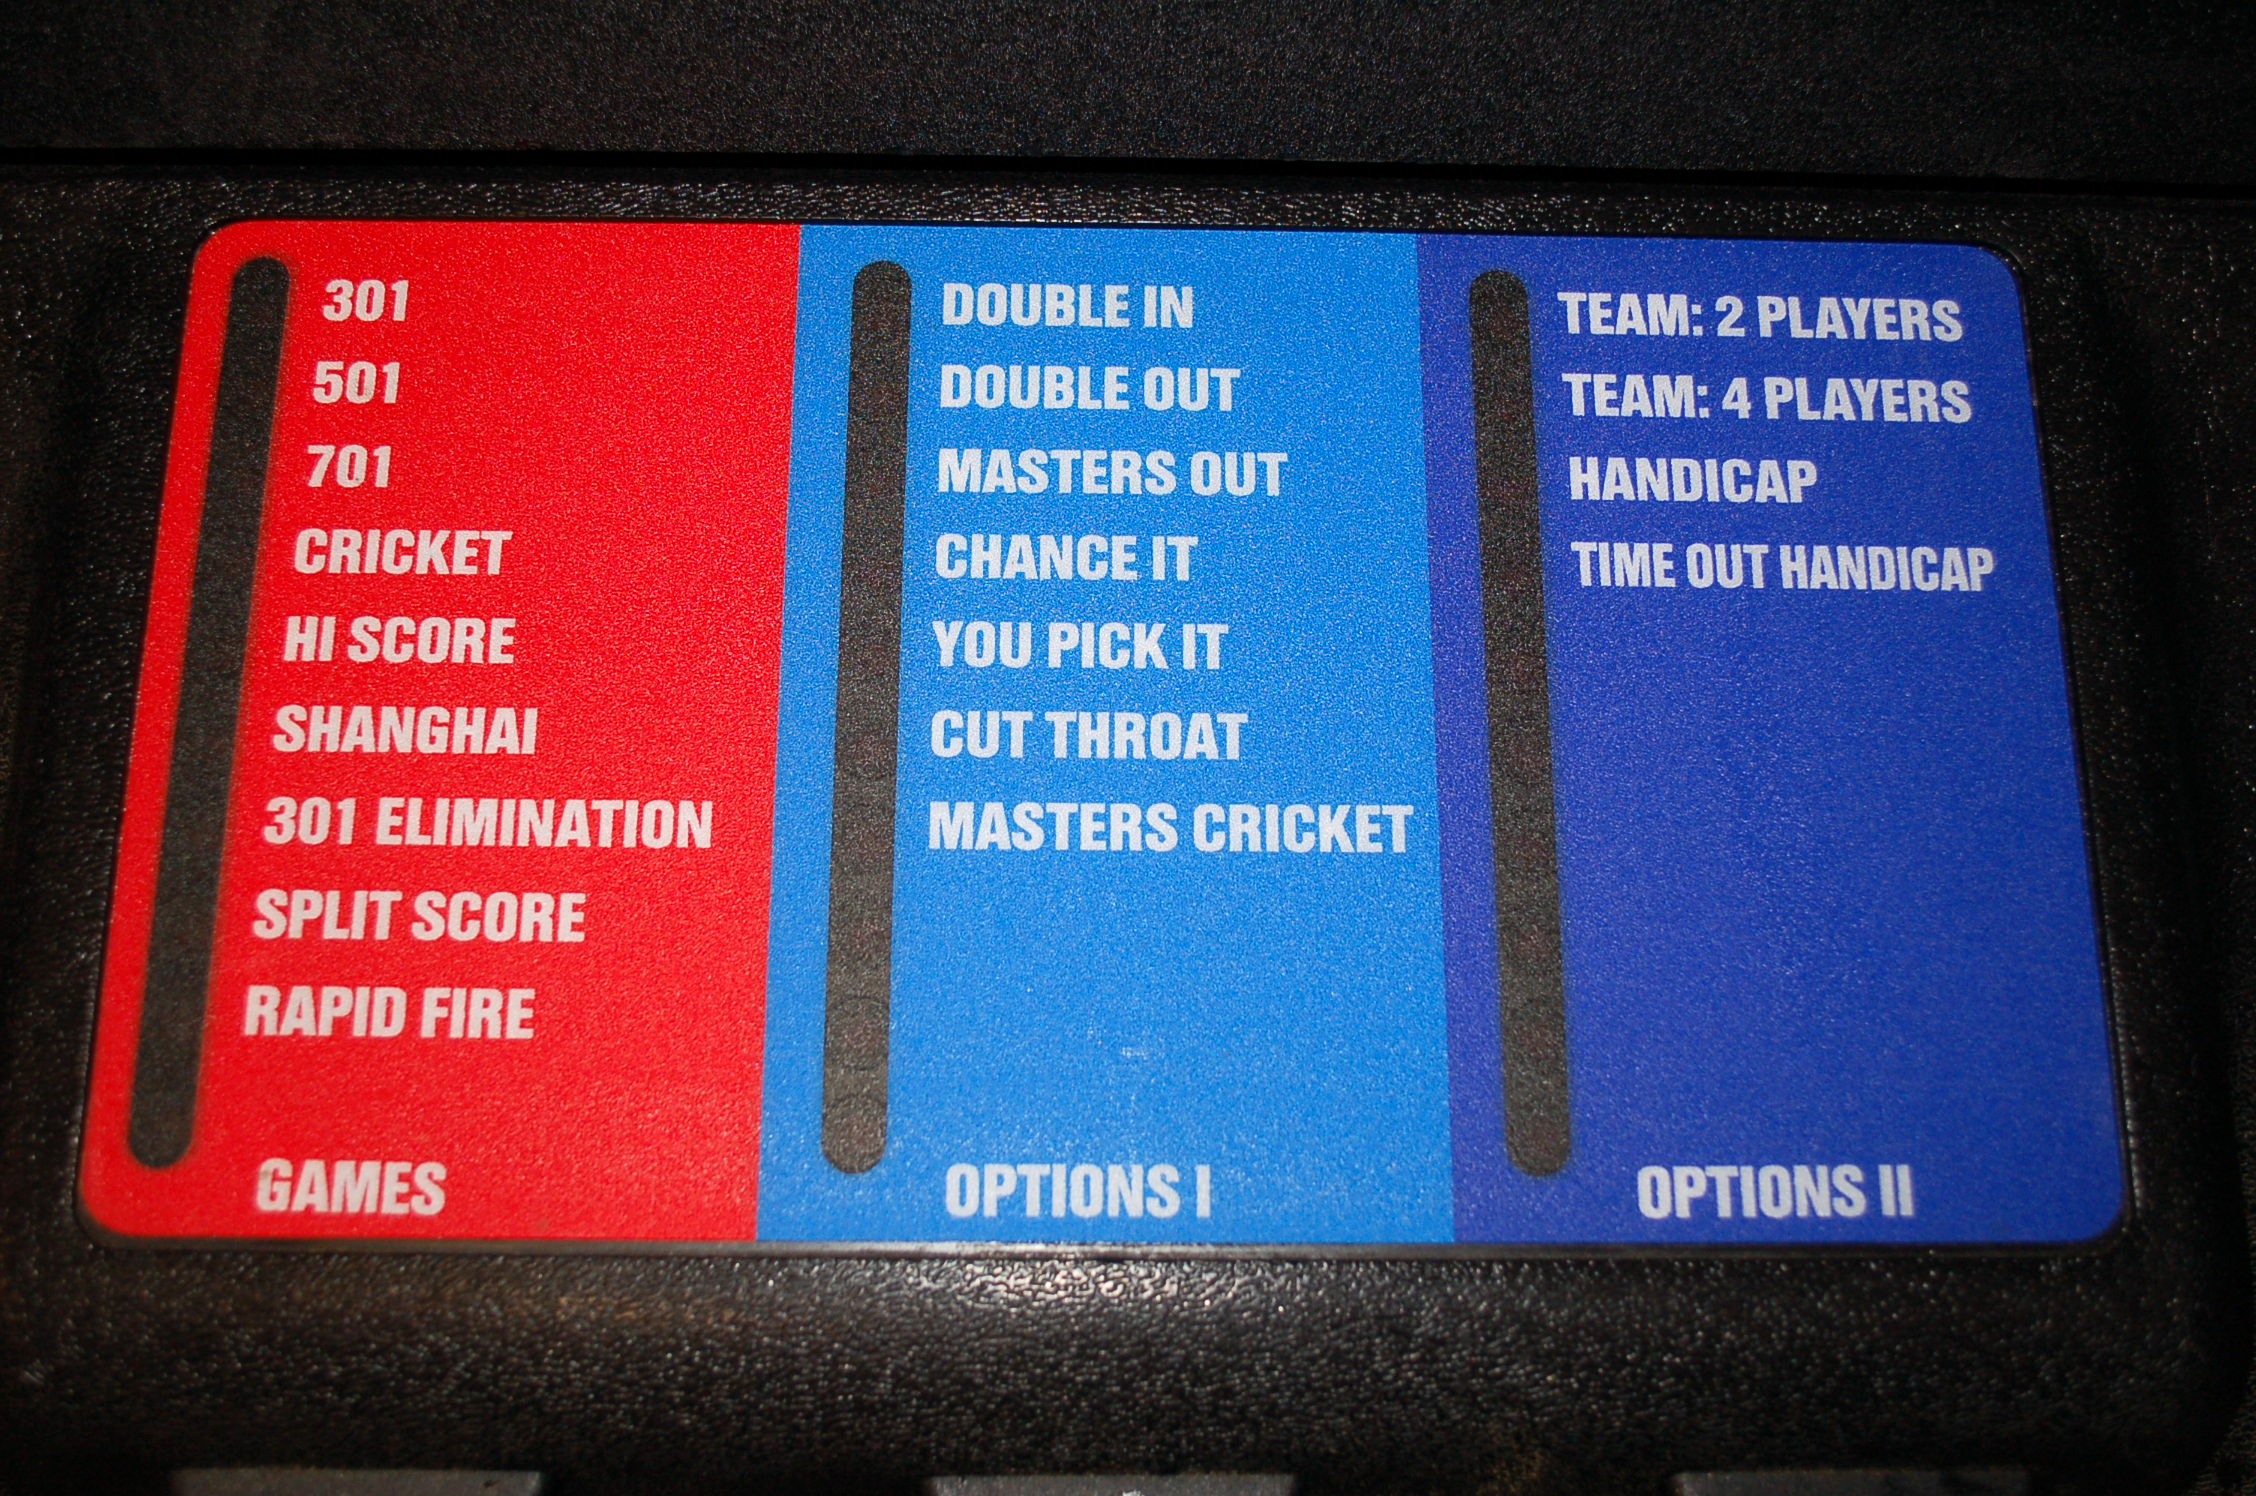 301
501
701
CRICKET
HI SCORE
SHANGHAI
301 ELIMINATION
SPLIT SCORE
RAPID FIRE
GAMES
DOUBLE IN
DOUBLE OUT
MASTERS OUT
CHANCE IT
YOU PICK IT
CUT THROAT
MASTERS CRICKET
OPTIONS I
TEAM: 2 PLAYERS
TEAM: 4 PLAYERS
HANDICAP
TIME OUT HANDICAP
OPTIONS II